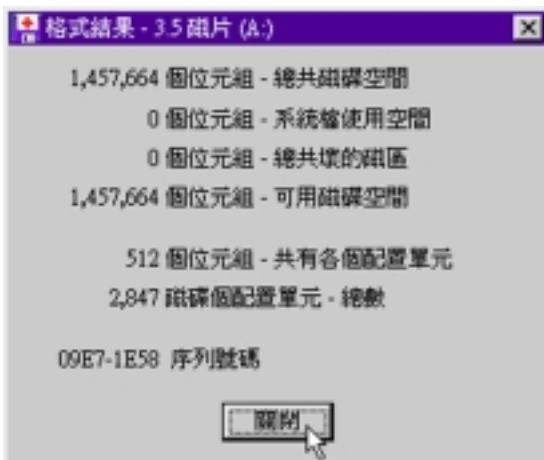 格式結果 - 3.5 磁片 (A:)
1,457,664 個位元組 - 總共磁碟空間
0 個位元組 - 系統檔使用空間
0 個位元組 - 總共壞的磁區
1,457,664 個位元組 - 可用磁碟空間
512 個位元組 - 共有各個配置單元
2,847 磁碟個配置單元 - 總數
09E7-1E58 序列號碼
關閉